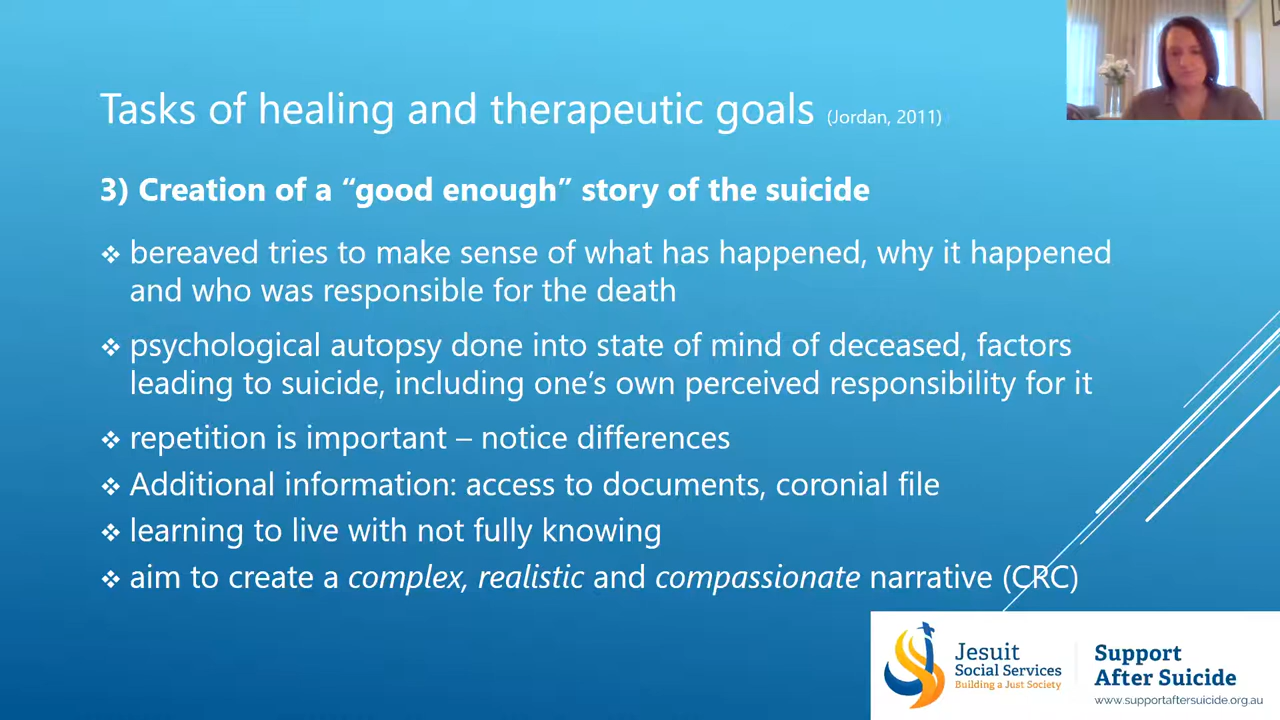 Tasks of healing and therapeutic goals (Jordan, 2011)
3) Creation of a “good enough” story of the suicide
❖ bereaved tries to make sense of what has happened, why it happened
and who was responsible for the death
❖ psychological autopsy done into state of mind of deceased, factors
leading to suicide, including one’s own perceived responsibility for it
❖ repetition is important – notice differences
❖ Additional information: access to documents, coronial file
❖ learning to live with not fully knowing
❖ aim to create a complex, realistic and compassionate narrative (CRC)
Jesuit
Social Services
Building a Just Society
Support
After Suicide
www.supportaftersuicide.org.au